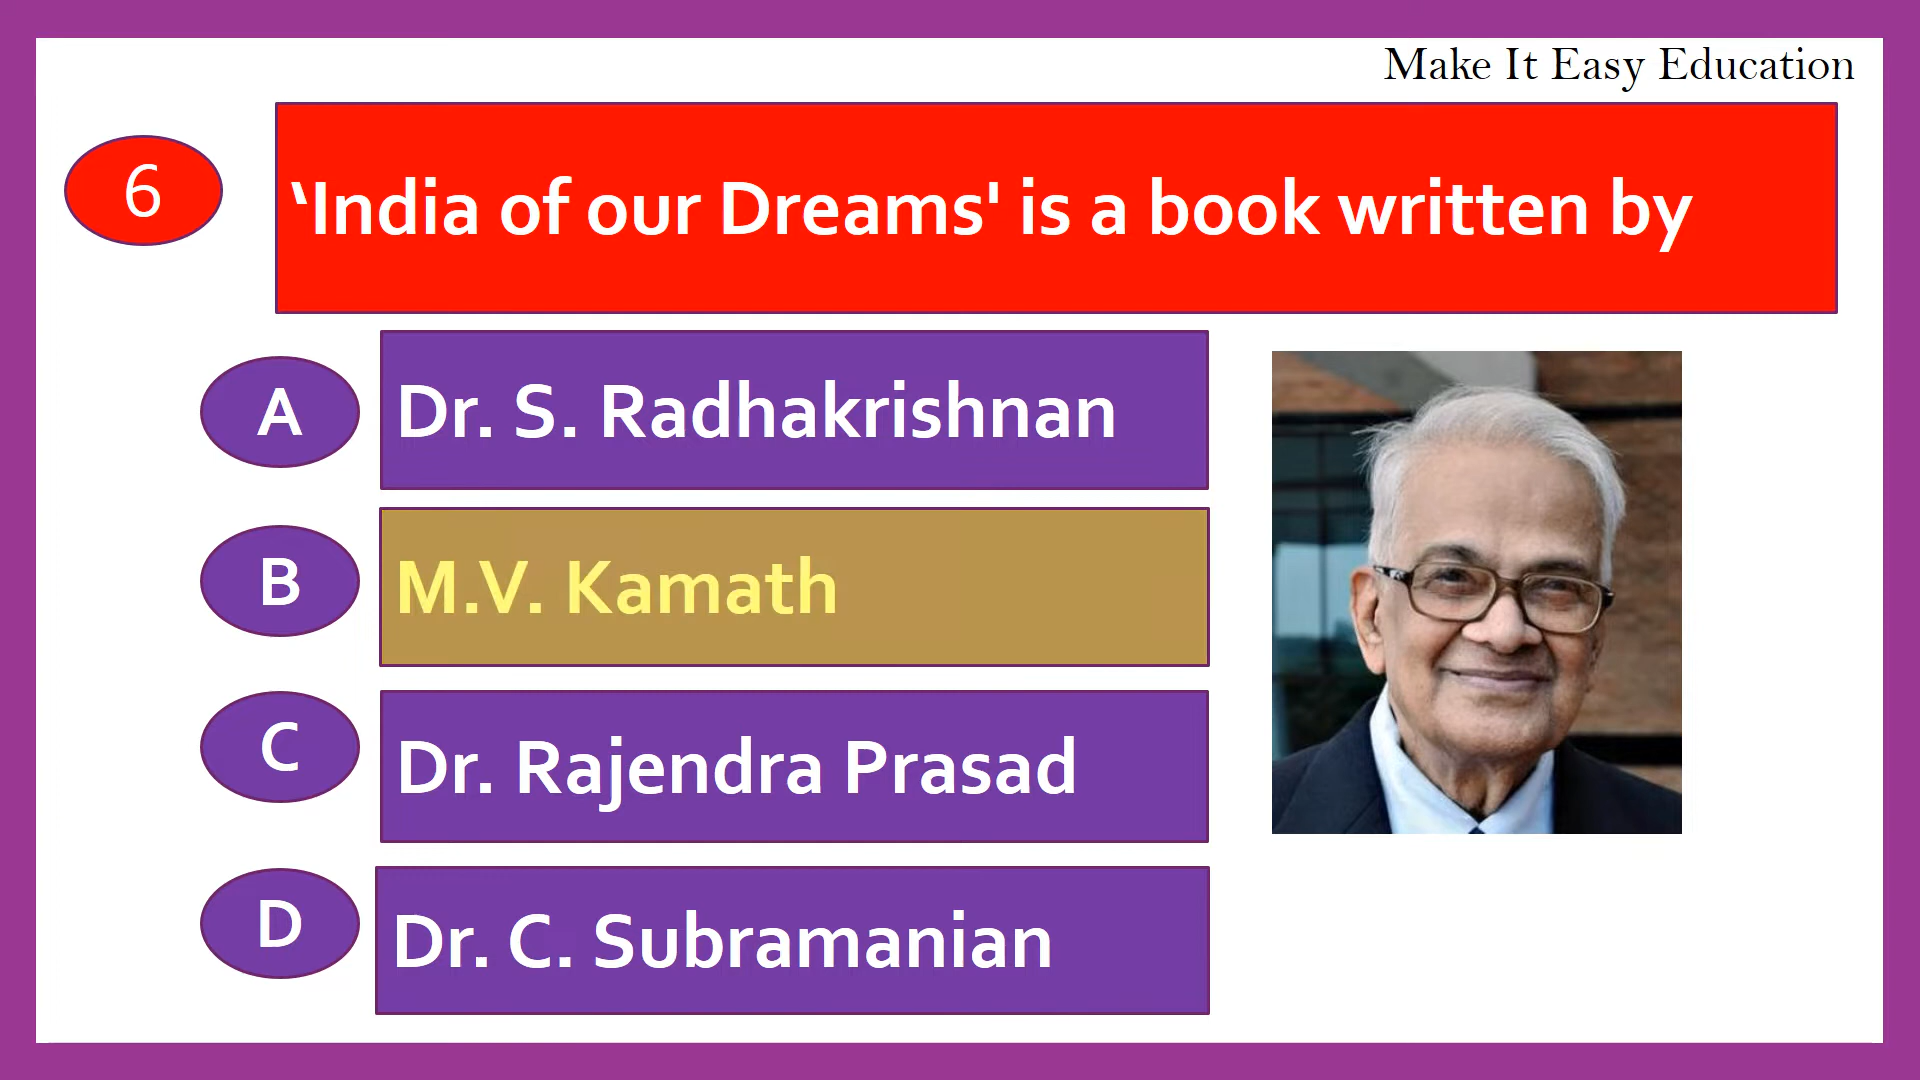 Make It Easy Education
6
‘India of our Dreams' is a book written by
A
Dr. S. Radhakrishnan
B
M.V. Kamath
C
Dr. Rajendra Prasad
D
Dr. C. Subramanian